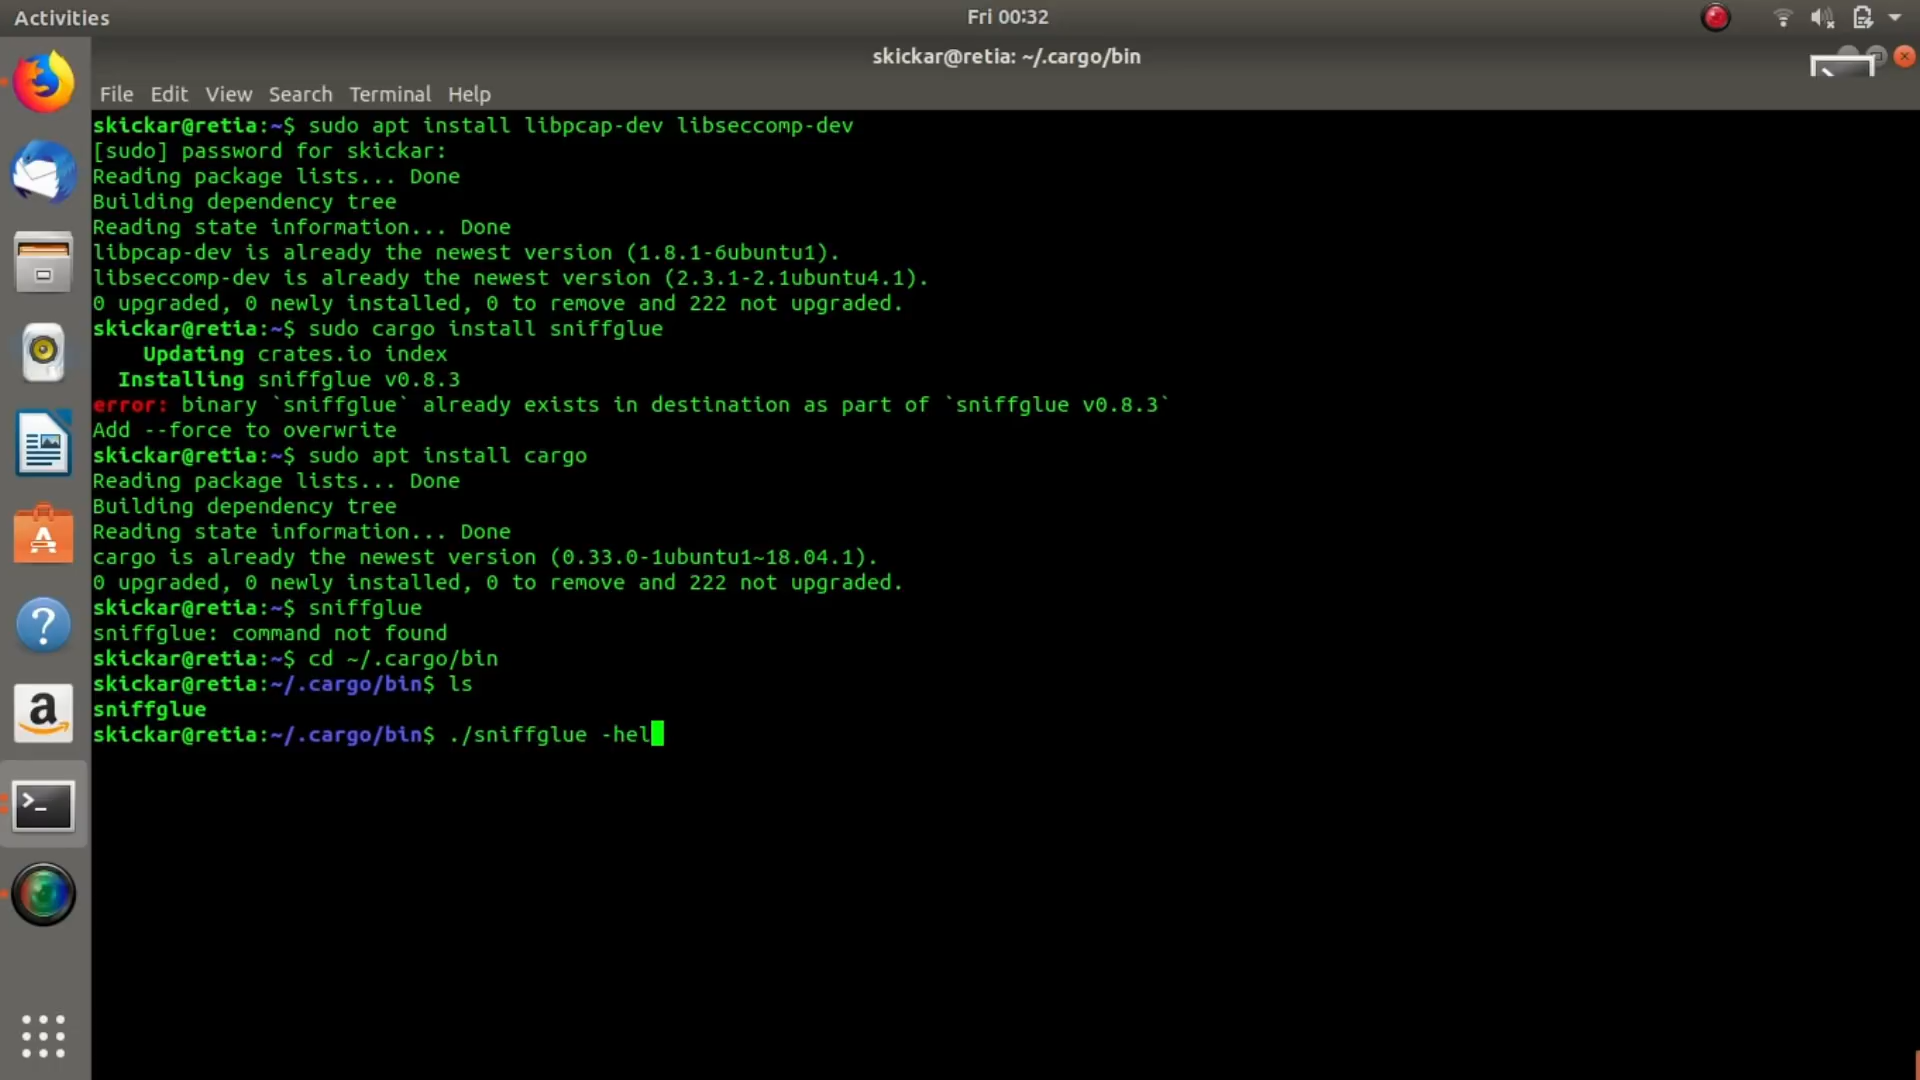 Activities
Fri 00:32
skickar@retia: ~/.cargo/bin
File Edit View Search Terminal Help
skickar@retia:~$ sudo apt install libpcap-dev libseccomp-dev
[sudo] password for skickar:
Reading package lists... Done
Building dependency tree
Reading state information... Done
libpcap-dev is already the newest version (1.8.1-6ubuntu1).
libseccomp-dev is already the newest version (2.3.1-2.1ubuntu4.1).
0 upgraded, 0 newly installed, 0 to remove and 222 not upgraded.
skickar@retia:~$ sudo cargo install sniffglue
Updating crates.io index
Installing sniffglue v0.8.3
error: binary `sniffglue` already exists in destination as part of `sniffglue v0.8.3`
Add --force to overwrite
skickar@retia:~$ sudo apt install cargo
Reading package lists... Done
Building dependency tree
Reading state information... Done
cargo is already the newest version (0.33.0-1ubuntu1~18.04.1).
0 upgraded, 0 newly installed, 0 to remove and 222 not upgraded.
skickar@retia:~$ sniffglue
sniffglue: command not found
skickar@retia:~$ cd ~/.cargo/bin
skickar@retia:~/.cargo/bin$ ls
sniffglue
skickar@retia:~/.cargo/bin$ ./sniffglue -hel